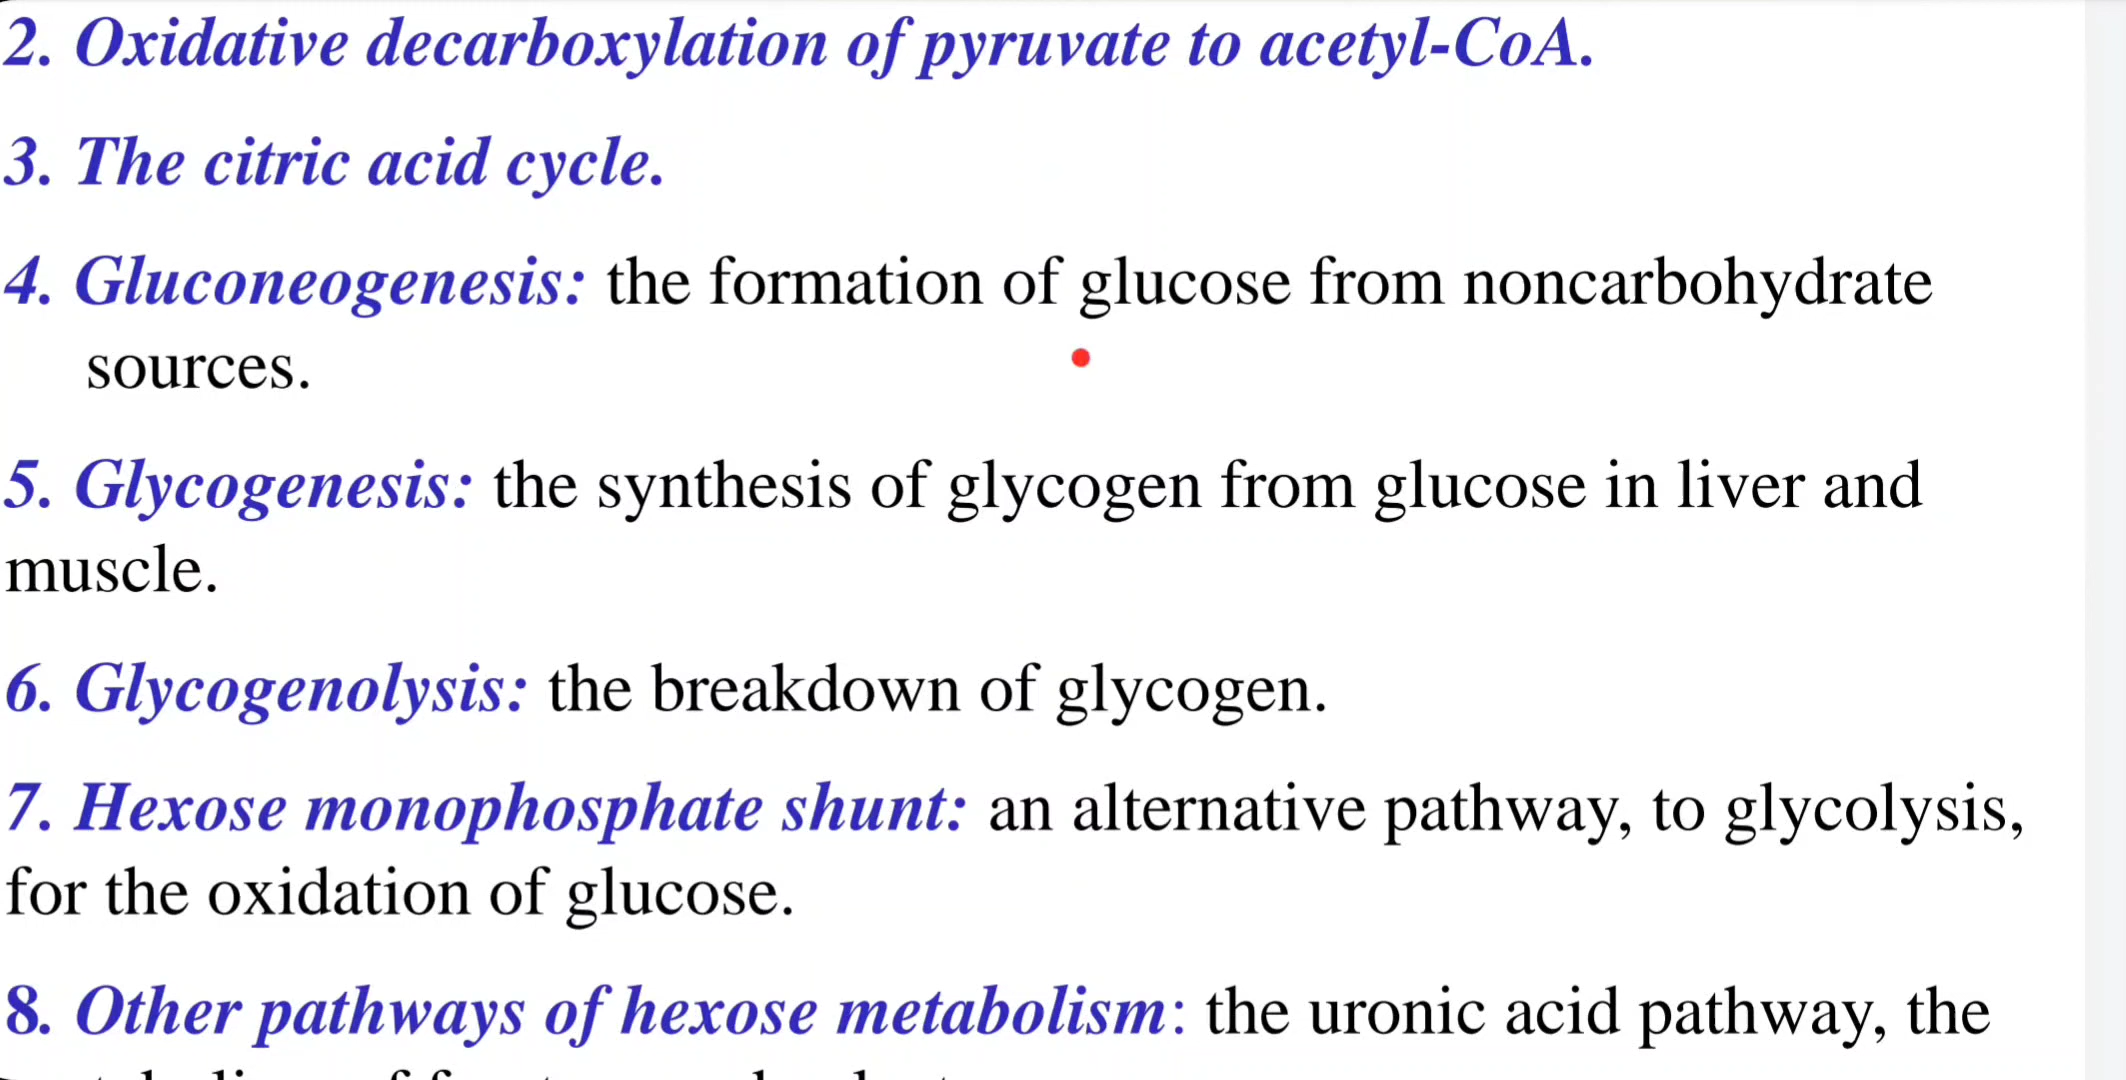 2. Oxidative decarboxylation of pyruvate to acetyl-CoA.
3. The citric acid cycle.
4. Gluconeogenesis: the formation of glucose from noncarbohydrate
sources.
5. Glycogenesis: the synthesis of glycogen from glucose in liver and
muscle.
6. Glycogenolysis: the breakdown of glycogen.
7. Hexose monophosphate shunt: an alternative pathway, to glycolysis,
for the oxidation of glucose.
8. Other pathways of hexose metabolism: the uronic acid pathway, the